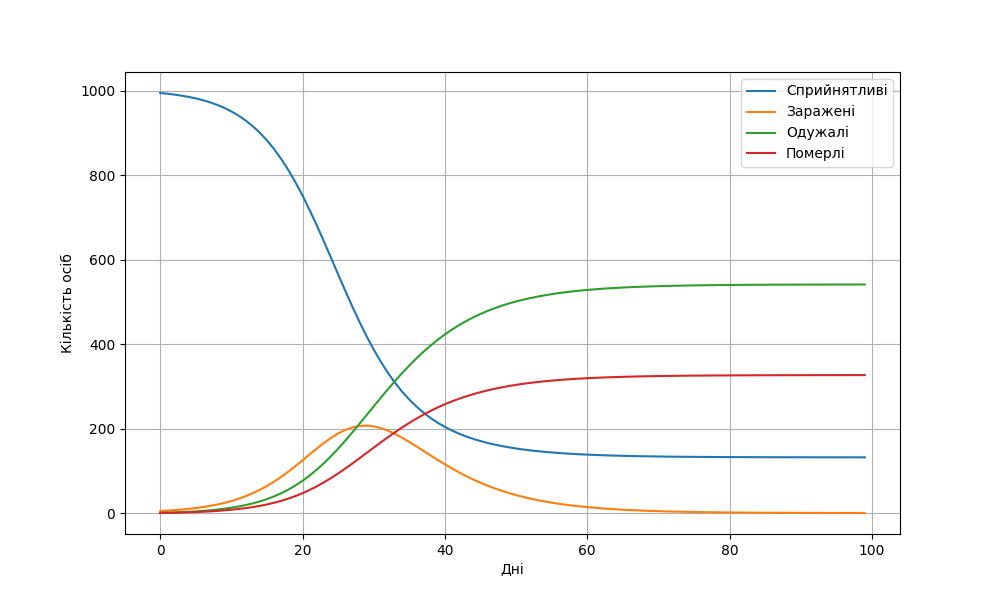 Сприйнятливі
Заражені
Одужалі
Померлі
1000
800
600
400
200
0
Кількість осіб
0 20 40 60 80 100
Дні